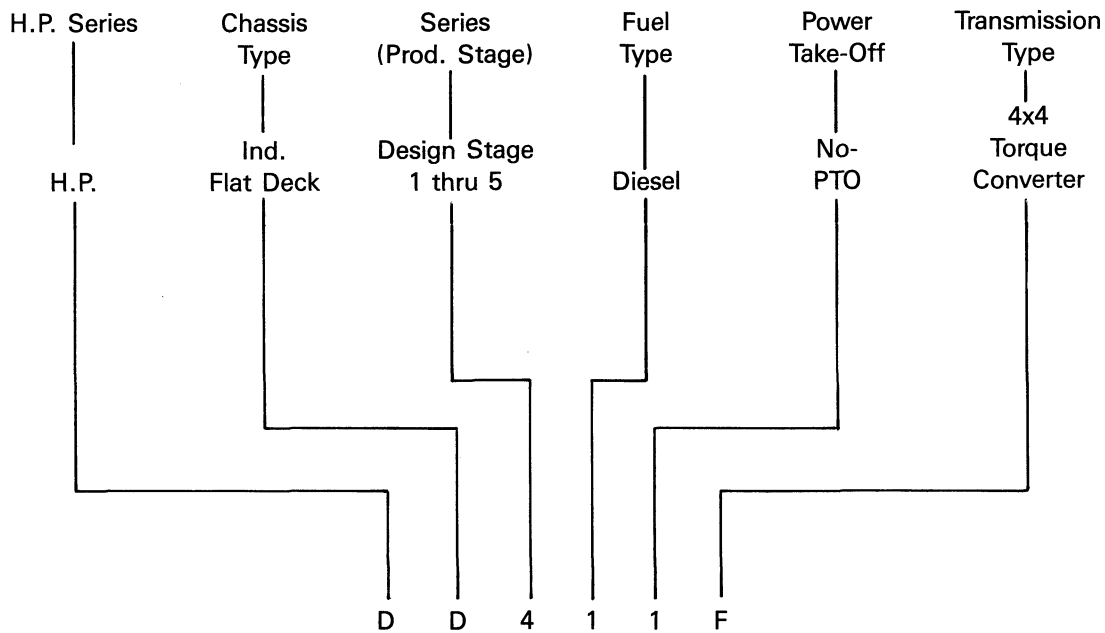 H.P. Series
Chassis
Type
Series
(Prod. Stage)
Fuel
Type
Power
Take-Off
Transmission
Type
H.P.
Ind.
Flat Deck
Design Stage
1 thru 5
Diesel
No-
PTO
4x4
Torque
Converter
D D 4 1 1 F